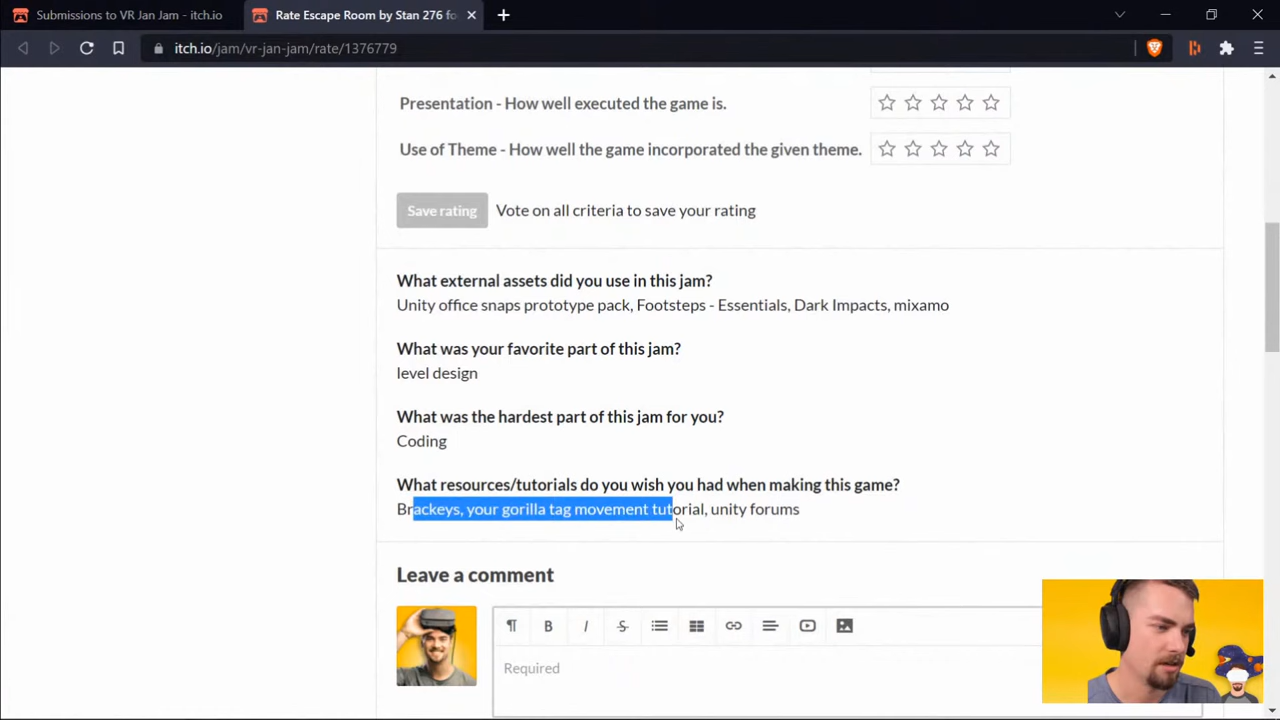 Submissions to VR Jan Jam - itch.io
Rate Escape Room by Stan 276 fo
itch.io/jam/vr-jan-jam/rate/1376779
Presentation - How well executed the game is.
Use of Theme - How well the game incorporated the given theme.
Save rating
Vote on all criteria to save your rating
What external assets did you use in this jam?
Unity office snaps prototype pack, Footsteps - Essentials, Dark Impacts, mixamo
What was your favorite part of this jam?
level design
What was the hardest part of this jam for you?
Coding
What resources/tutorials do you wish you had when making this game?
Brackeys, your gorilla tag movement tutorial, unity forums
Leave a comment
Required